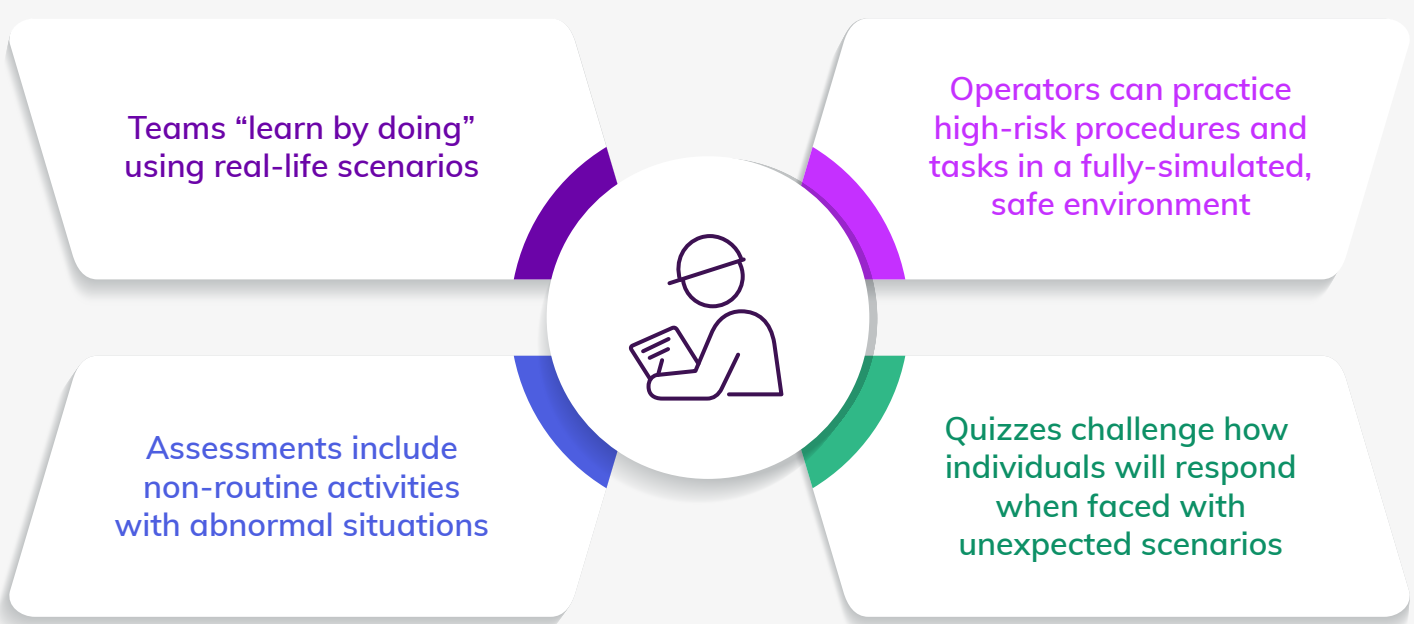 Teams “learn by doing”
using real-life scenarios
Operators can practice
high-risk procedures and
tasks in a fully-simulated,
safe environment
Assessments include
non-routine activities
with abnormal situations
Quizzes challenge how
individuals will respond
when faced with
unexpected scenarios